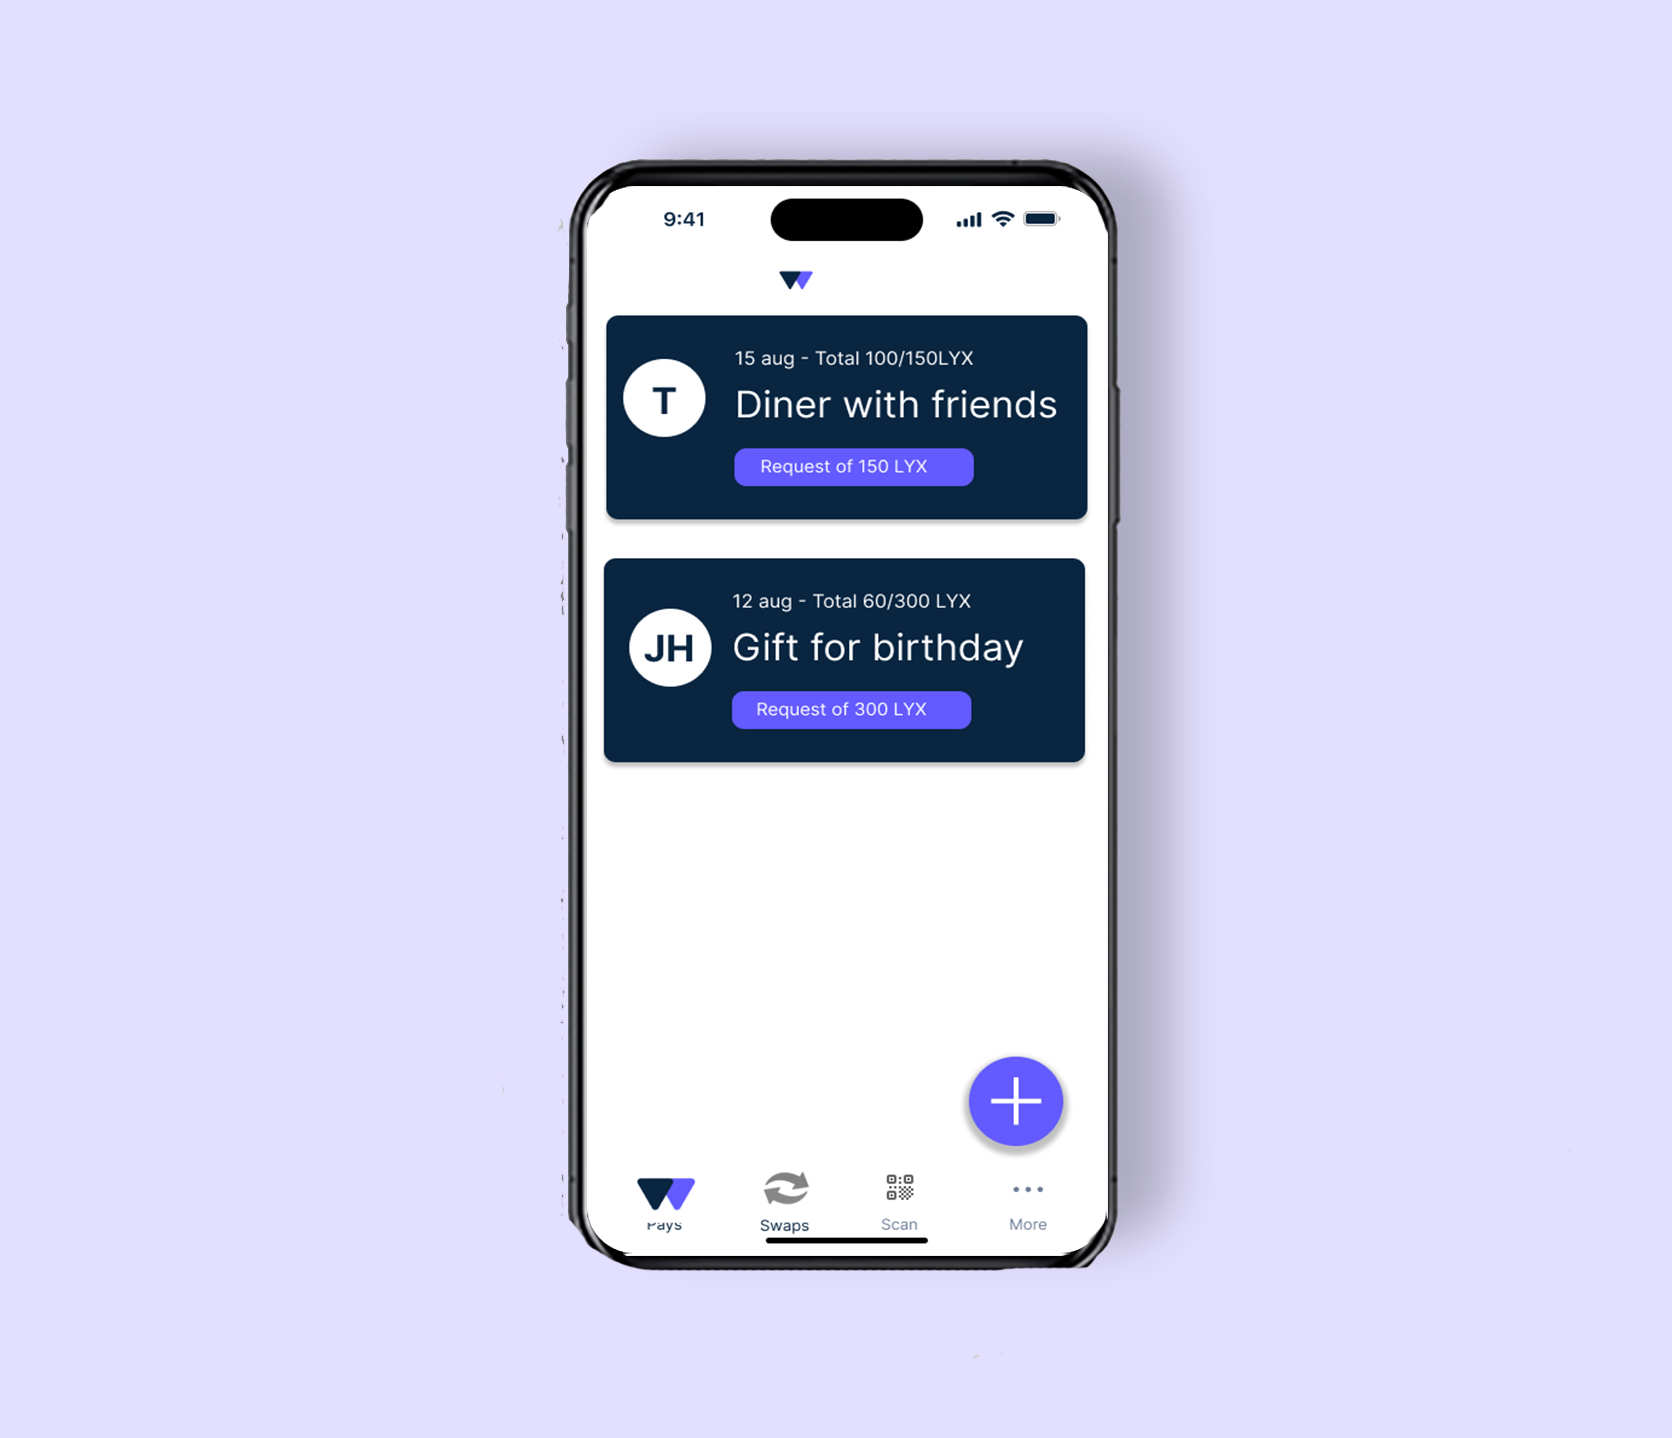 9:41
15 aug - Total 100/150LYX
T
Diner with friends
Request of 150 LYX
12 aug - Total 60/300 LYX
JH
Gift for birthday
Request of 300 LYX
Pays
Swaps
Scan
More